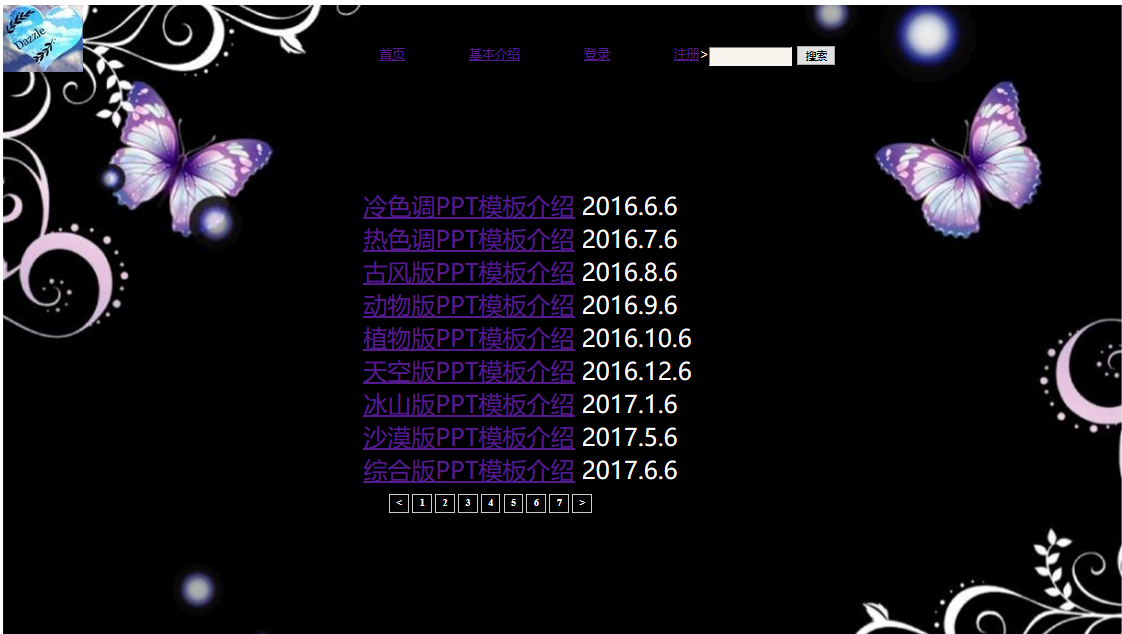 Dazzle
首页 基本介绍 登录 注册> 搜索
冷色调PPT模板介绍 2016.6.6
热色调PPT模板介绍 2016.7.6
古风版PPT模板介绍 2016.8.6
动物版PPT模板介绍 2016.9.6
植物版PPT模板介绍 2016.10.6
天空版PPT模板介绍 2016.12.6
冰山版PPT模板介绍 2017.1.6
沙漠版PPT模板介绍 2017.5.6
综合版PPT模板介绍 2017.6.6
< 1 2 3 4 5 6 7 >